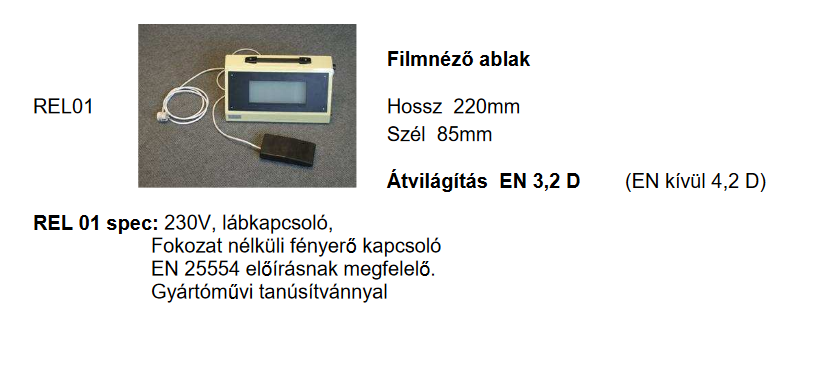 Filmnéző ablak
REL01
Hossz 220mm
Szél 85mm
Átvilágítás EN 3,2 D (EN kívül 4,2 D)
REL 01 spec: 230V, lábkapcsoló,
Fokozat nélküli fényerő kapcsoló
EN 25554 előírásnak megfelelő.
Gyártóművi tanúsítvánnyal